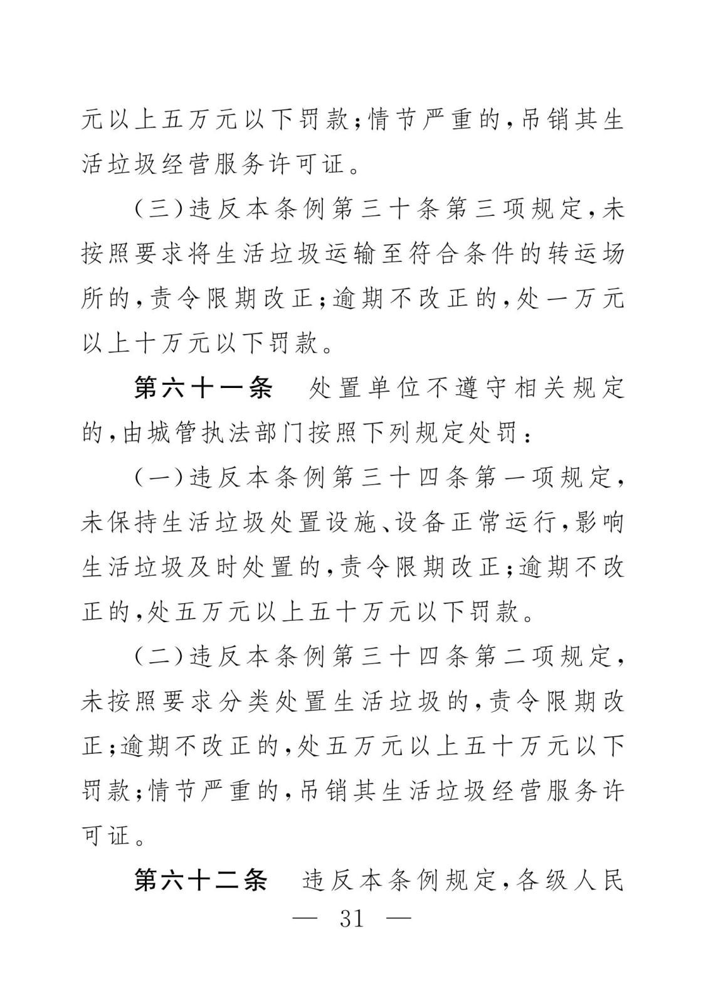 元以上五万元以下罚款;情节严重的,吊销其生
活垃圾经营服务许可证。
(三)违反本条例第三十条第三项规定,未
按照要求将生活垃圾运输至符合条件的转运场
所的,责令限期改正;逾期不改正的,处一万元
以上十万元以下罚款。
第六十一条 处置单位不遵守相关规定
的,由城管执法部门按照下列规定处罚:
(一)违反本条例第三十四条第一项规定,
未保持生活垃圾处置设施、设备正常运行,影响
生活垃圾及时处置的,责令限期改正;逾期不改
正的,处五万元以上五十万元以下罚款。
(二)违反本条例第三十四条第二项规定,
未按照要求分类处置生活垃圾的,责令限期改
正;逾期不改正的,处五万元以上五十万元以下
罚款;情节严重的,吊销其生活垃圾经营服务许
可证。
第六十二条 违反本条例规定,各级人民
— 31 —